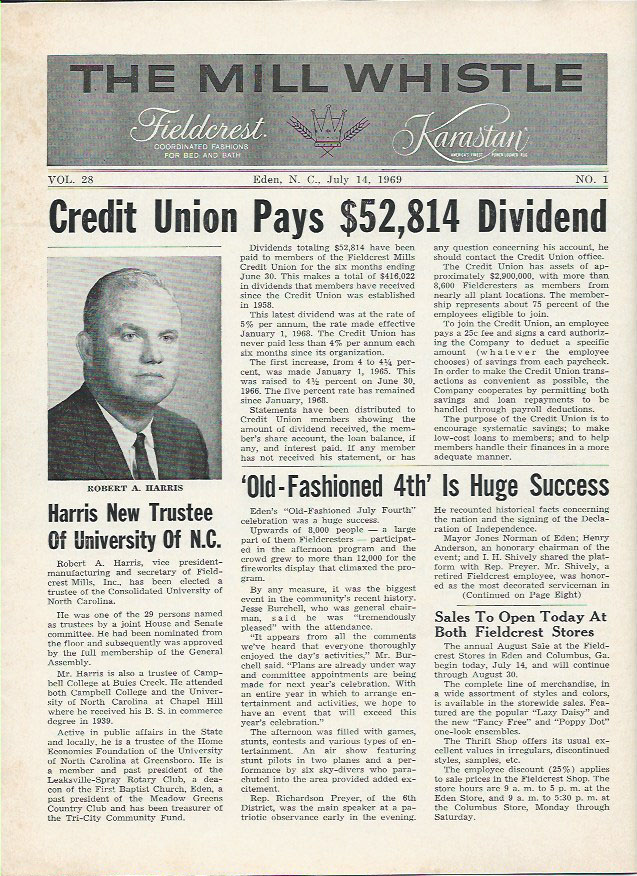 THE MILL WHISTLE
Fieldcrest.
COORDINATED FASHIONS
FOR BED AND BATH
Karastan
AMERICA'S FINEST POWER-LOOMED RUG
VOL. 28 Eden, N. C., July 14, 1969 NO. 1
Credit Union Pays $52,814 Dividend
ROBERT A. HARRIS
Harris New Trustee
Of University Of N.C.
Robert A. Harris, vice president-
manufacturing and secretary of Field-
crest Mills, Inc., has been elected a
trustee of the Consolidated University of
North Carolina.
He was one of the 29 persons named
as trustees by a joint House and Senate
committee. He had been nominated from
the floor and subsequently was approved
by the full membership of the General
Assembly.
Mr. Harris is also a trustee of Camp-
bell College at Buies Creek. He attended
both Campbell College and the Univer-
sity of North Carolina at Chapel Hill
where he received his B. S. in commerce
degree in 1939.
Active in public affairs in the State
and locally, he is a trustee of the Home
Economics Foundation of the University
of North Carolina at Greensboro. He is
a member and past president of the
Leaksville-Spray Rotary Club, a dea-
con of the First Baptist Church, Eden, a
past president of the Meadow Greens
Country Club and has been treasurer of
the Tri-City Community Fund.
Dividends totaling $52,814 have been
paid to members of the Fieldcrest Mills
Credit Union for the six months ending
June 30. This makes a total of $416,022
in dividends that members have received
since the Credit Union was established
in 1958.
This latest dividend was at the rate of
5% per annum, the rate made effective
January 1, 1968. The Credit Union has
never paid less than 4% per annum each
six months since its organization.
The first increase, from 4 to 4¼ per-
cent, was made January 1, 1965. This
was raised to 4½ percent on June 30,
1966. The five percent rate has remained
since January, 1968.
Statements have been distributed to
Credit Union members showing the
amount of dividend received, the mem-
ber's share account, the loan balance, if
any, and interest paid. If any member
has not received his statement, or has
any question concerning his account, he
should contact the Credit Union office.
The Credit Union has assets of ap-
proximately $2,900,000, with more than
8,600 Fieldcresters as members from
nearly all plant locations. The member-
ship represents about 75 percent of the
employees eligible to join.
To join the Credit Union, an employee
pays a 25c fee and signs a card authoriz-
ing the Company to deduct a specific
amount (whatever the employee
chooses) of savings from each paycheck.
In order to make the Credit Union trans-
actions as convenient as possible, the
Company cooperates by permitting both
savings and loan repayments to be
handled through payroll deductions.
The purpose of the Credit Union is to
encourage systematic savings; to make
low-cost loans to members; and to help
members handle their finances in a more
adequate manner.
'Old-Fashioned 4th' Is Huge Success
Eden's "Old-Fashioned July Fourth"
celebration was a huge success.
Upwards of 8,000 people — a large
part of them Fieldcresters — participat-
ed in the afternoon program and the
crowd grew to more than 12,000 for the
fireworks display that climaxed the pro-
gram.
By any measure, it was the biggest
event in the community's recent history.
Jesse Burchell, who was general chair-
man, said he was "tremendously
pleased" with attendance.
"It appears from all the comments
we've heard that everyone thoroughly
enjoyed the day's activities," Mr. Bur-
chell said. "Plans are already under way
and committee appointments are being
made for next year's celebration. With
an entire year in which to arrange en-
tertainment and activities, we hope to
have an event that will exceed this
year's celebration."
The afternoon was filled with games,
stunts, contests and various types of en-
tertainment. An air show featuring
stunt pilots in two planes and a per-
formance by six sky-divers who para-
chuted into the area provided added ex-
citement.
Rep. Richardson Preyer, of the 6th
District, was the main speaker at a pa-
triotic observance early in the evening.
He recounted historical facts concerning
the nation and the signing of the Decla-
ration of Independence.
Mayor Jones Norman of Eden; Henry
Anderson, an honorary chairman of the
event; and I. H. Shively shared the plat-
form with Rep. Preyer. Mr. Shively, a
retired Fieldcrest employee, was honor-
ed as the most decorated serviceman in
(Continued on Page Eight)
Sales To Open Today At
Both Fieldcrest Stores
The annual August Sale at the Field-
crest Stores in Eden and Columbus, Ga.
begin today, July 14, and will continue
through August 30.
The complete line of merchandise, in
a wide assortment of styles and colors,
is available in the storewide sales. Fea-
tured are the popular "Lazy Daisy" and
the new "Fancy Free" and "Poppy Dot"
one-look ensembles.
The Thrift Shop offers its usual ex-
cellent values in irregulars, discontinued
styles, samples, etc.
The employee discount (25%) applies
to sale prices in the Fieldcrest Shop. The
store hours are 9 a. m. to 5 p. m. at the
Eden Store, and 9 a. m. to 5:30 p. m. at
the Columbus Store, Monday through
Saturday.